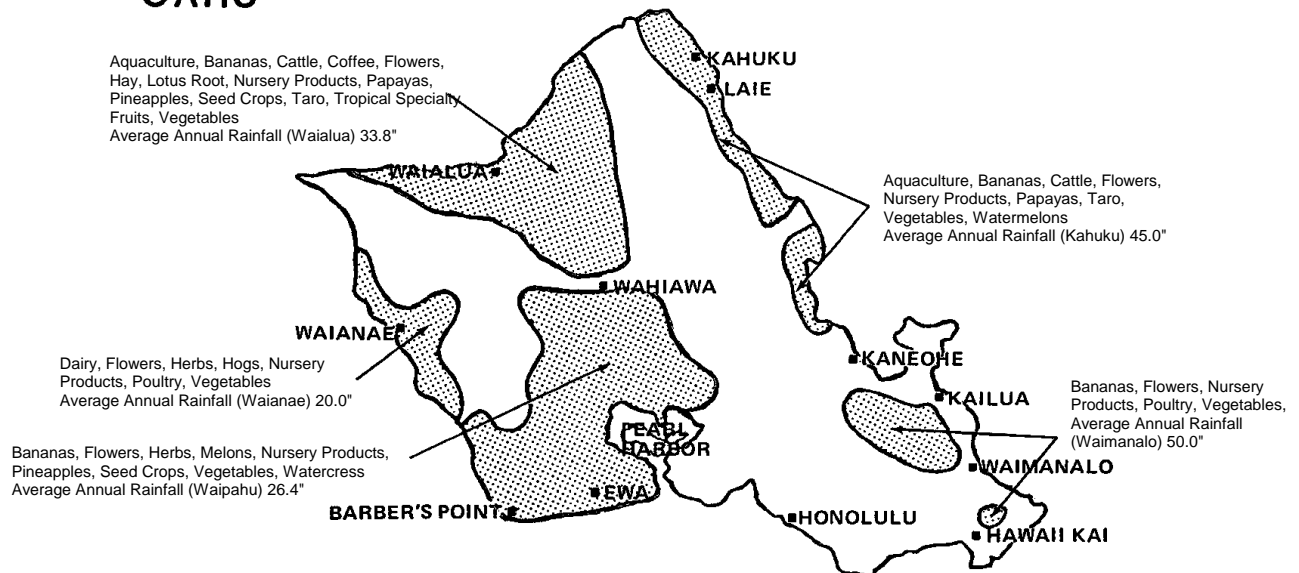 OAHU
Aquaculture, Bananas, Cattle, Coffee, Flowers,
Hay, Lotus Root, Nursery Products, Papayas,
Pineapples, Seed Crops, Taro, Tropical Specialty
Fruits, Vegetables
Average Annual Rainfall (Waialua) 33.8"
KAHUKU
LAIE
WAIALUA
Aquaculture, Bananas, Cattle, Flowers,
Nursery Products, Papayas, Taro,
Vegetables, Watermelons
Average Annual Rainfall (Kahuku) 45.0"
WAHIAWA
WAIANAE
Dairy, Flowers, Herbs, Hogs, Nursery
Products, Poultry, Vegetables
Average Annual Rainfall (Waianae) 20.0"
KANEOHE
KAILUA
Bananas, Flowers, Nursery
Products, Poultry, Vegetables,
Average Annual Rainfall
(Waimanalo) 50.0"
PEARL
HARBOR
Bananas, Flowers, Herbs, Melons, Nursery Products,
Pineapples, Seed Crops, Vegetables, Watercress
Average Annual Rainfall (Waipahu) 26.4"
WAIMANALO
EWA
BARBER'S POINT
HONOLULU
HAWAII KAI